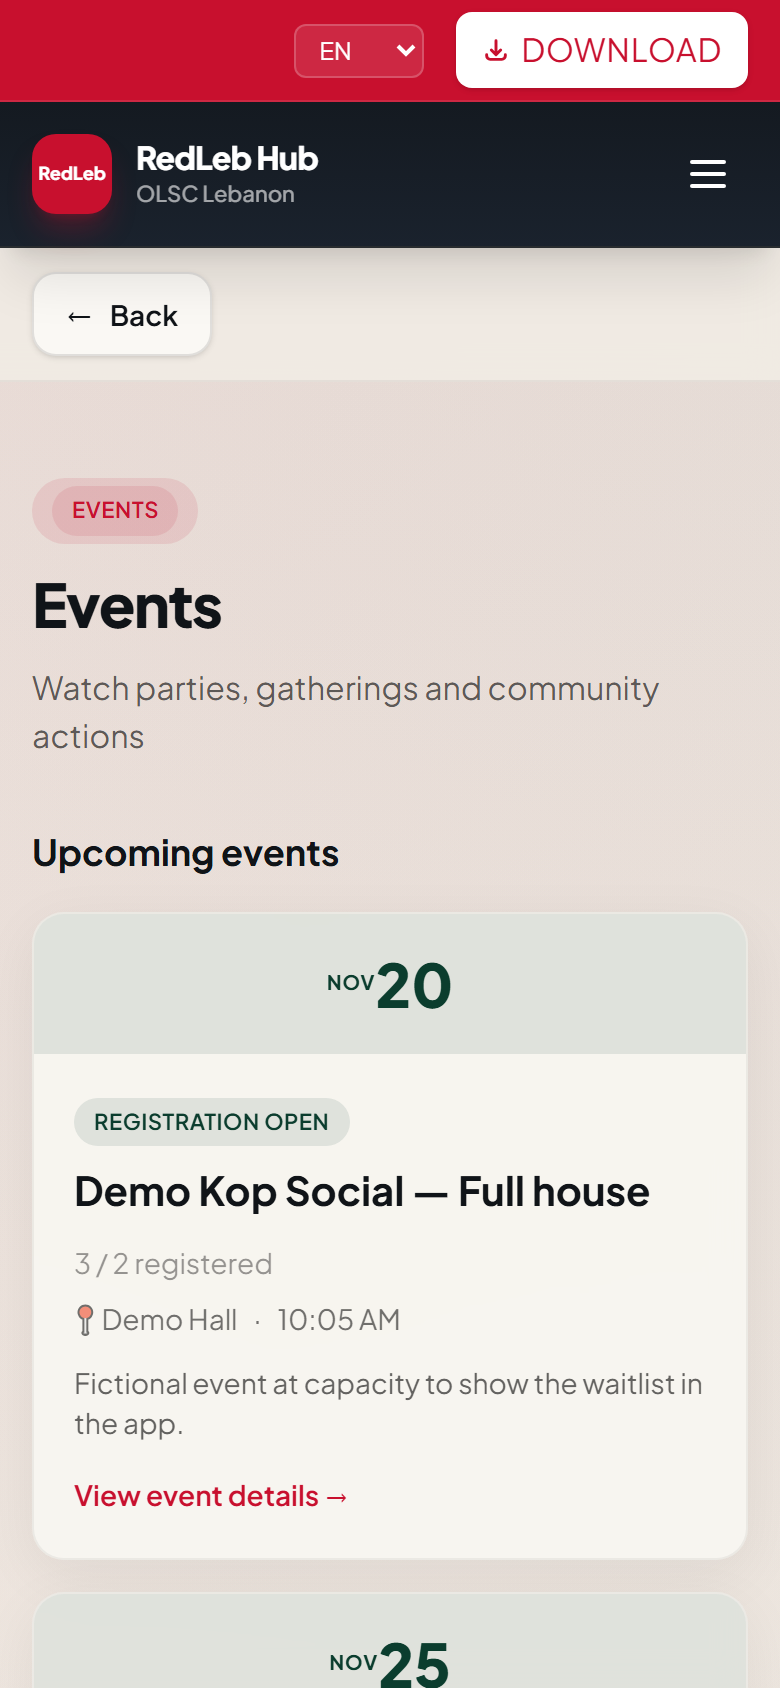 EN
DOWNLOAD
RedLeb
RedLeb Hub
OLSC Lebanon
← Back
EVENTS
Events
Watch parties, gatherings and community
actions
Upcoming events
NOV 20
REGISTRATION OPEN
Demo Kop Social — Full house
3 / 2 registered
📍 Demo Hall · 10:05 AM
Fictional event at capacity to show the waitlist in
the app.
View event details →
NOV 25